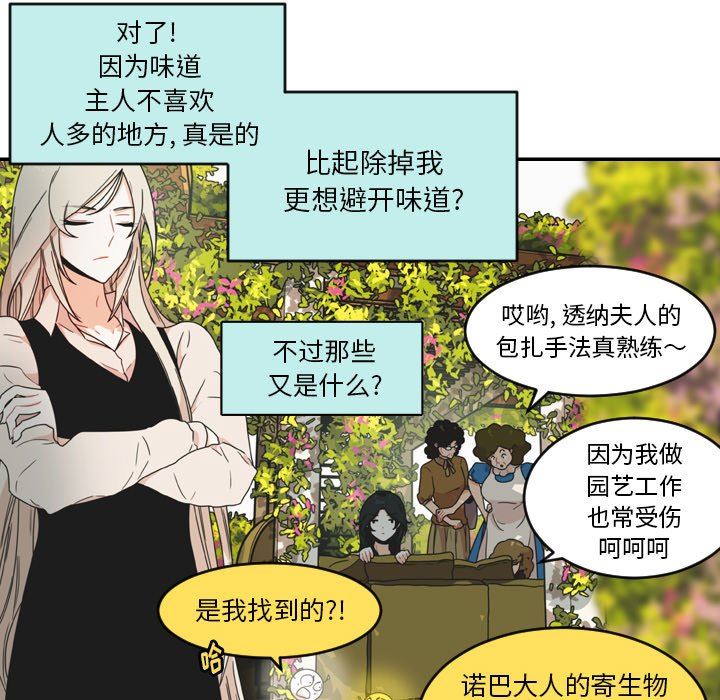 对了!
因为味道
主人不喜欢
人多的地方, 真是的
比起除掉我
更想避开味道?
不过那些
又是什么?
哎哟, 透纳夫人的
包扎手法真熟练～
因为我做
园艺工作
也常受伤
呵呵呵
是我找到的?!
哈
诺巴大人的寄生物